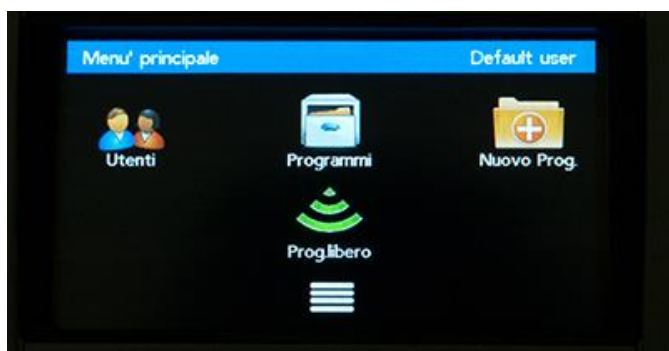 Menu' principale Default user
Utenti Programmi Nuovo Prog.
Prog.libero